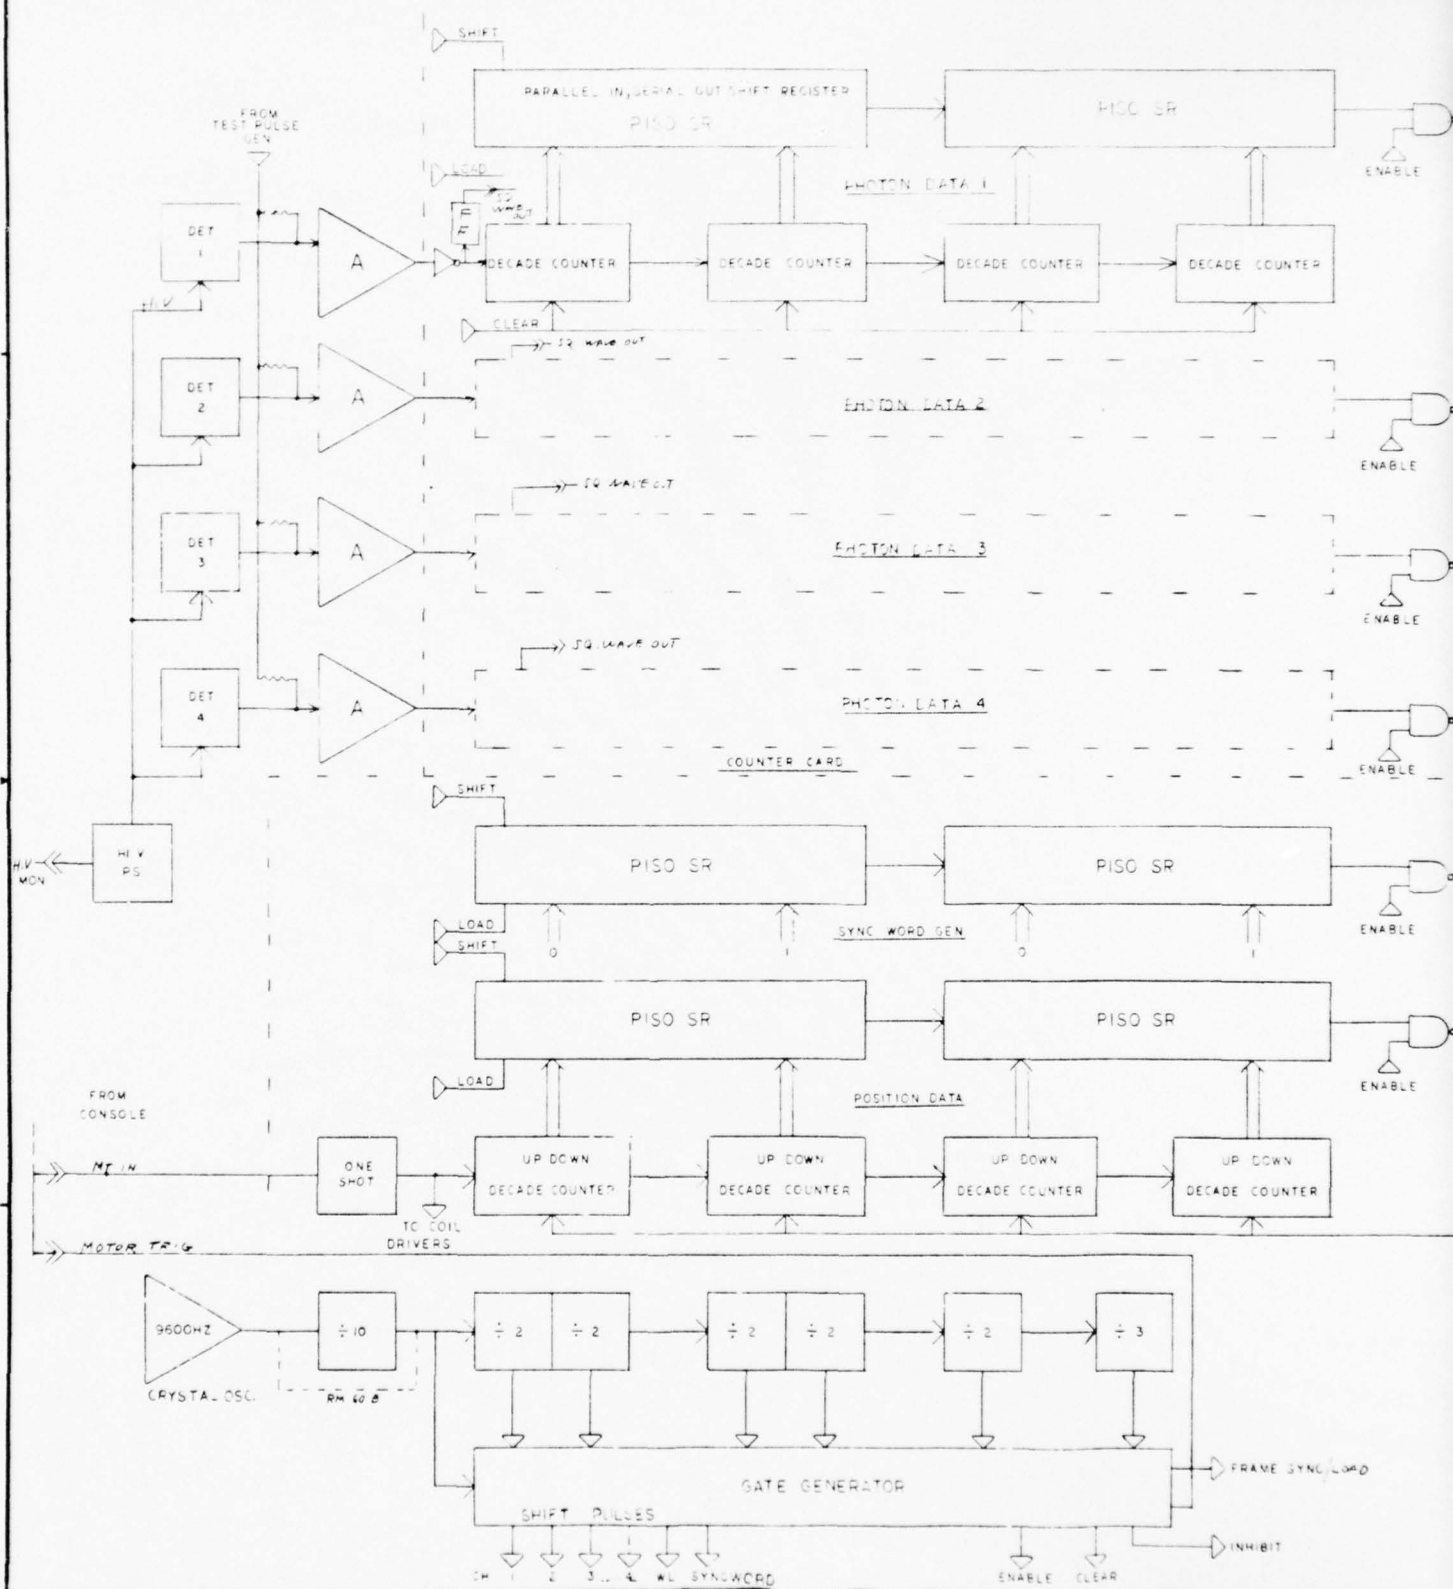 SHIFT
PARALLEL IN, SERIAL OUT SHIFT REGISTER
PISO SR
PISO SR
FROM
TEST PULSE
GEN
ENABLE
LOAD
PHOTON DATA 1
SQ
WAVE
OUT
F
F
DET
1
A
DECADE COUNTER
DECADE COUNTER
DECADE COUNTER
DECADE COUNTER
HI.V
CLEAR
SQ WAVE OUT
DET
2
A
PHOTON DATA 2
ENABLE
SQ WAVE OUT
DET
3
A
PHOTON DATA 3
ENABLE
SQ. WAVE OUT
DET
4
A
PHOTON DATA 4
COUNTER CARD
ENABLE
SHIFT
HI V
PS
H.V
MON
PISO SR
PISO SR
LOAD
SYNC WORD GEN
ENABLE
SHIFT
0
1
0
1
PISO SR
PISO SR
LOAD
POSITION DATA
ENABLE
FROM
CONSOLE
MT IN
ONE
SHOT
UP DOWN
DECADE COUNTER
UP DOWN
DECADE COUNTER
UP DOWN
DECADE COUNTER
UP DOWN
DECADE COUNTER
TO COIL
DRIVERS
MOTOR TRIG
9600HZ
÷ 10
÷ 2
÷ 2
÷ 2
÷ 2
÷ 2
÷ 3
CRYSTAL OSC.
RM 60 B
GATE GENERATOR
FRAME SYNC/LOAD
SHIFT PULSES
INHIBIT
CH 1 2 3 4 WL SYNCWORD
ENABLE CLEAR